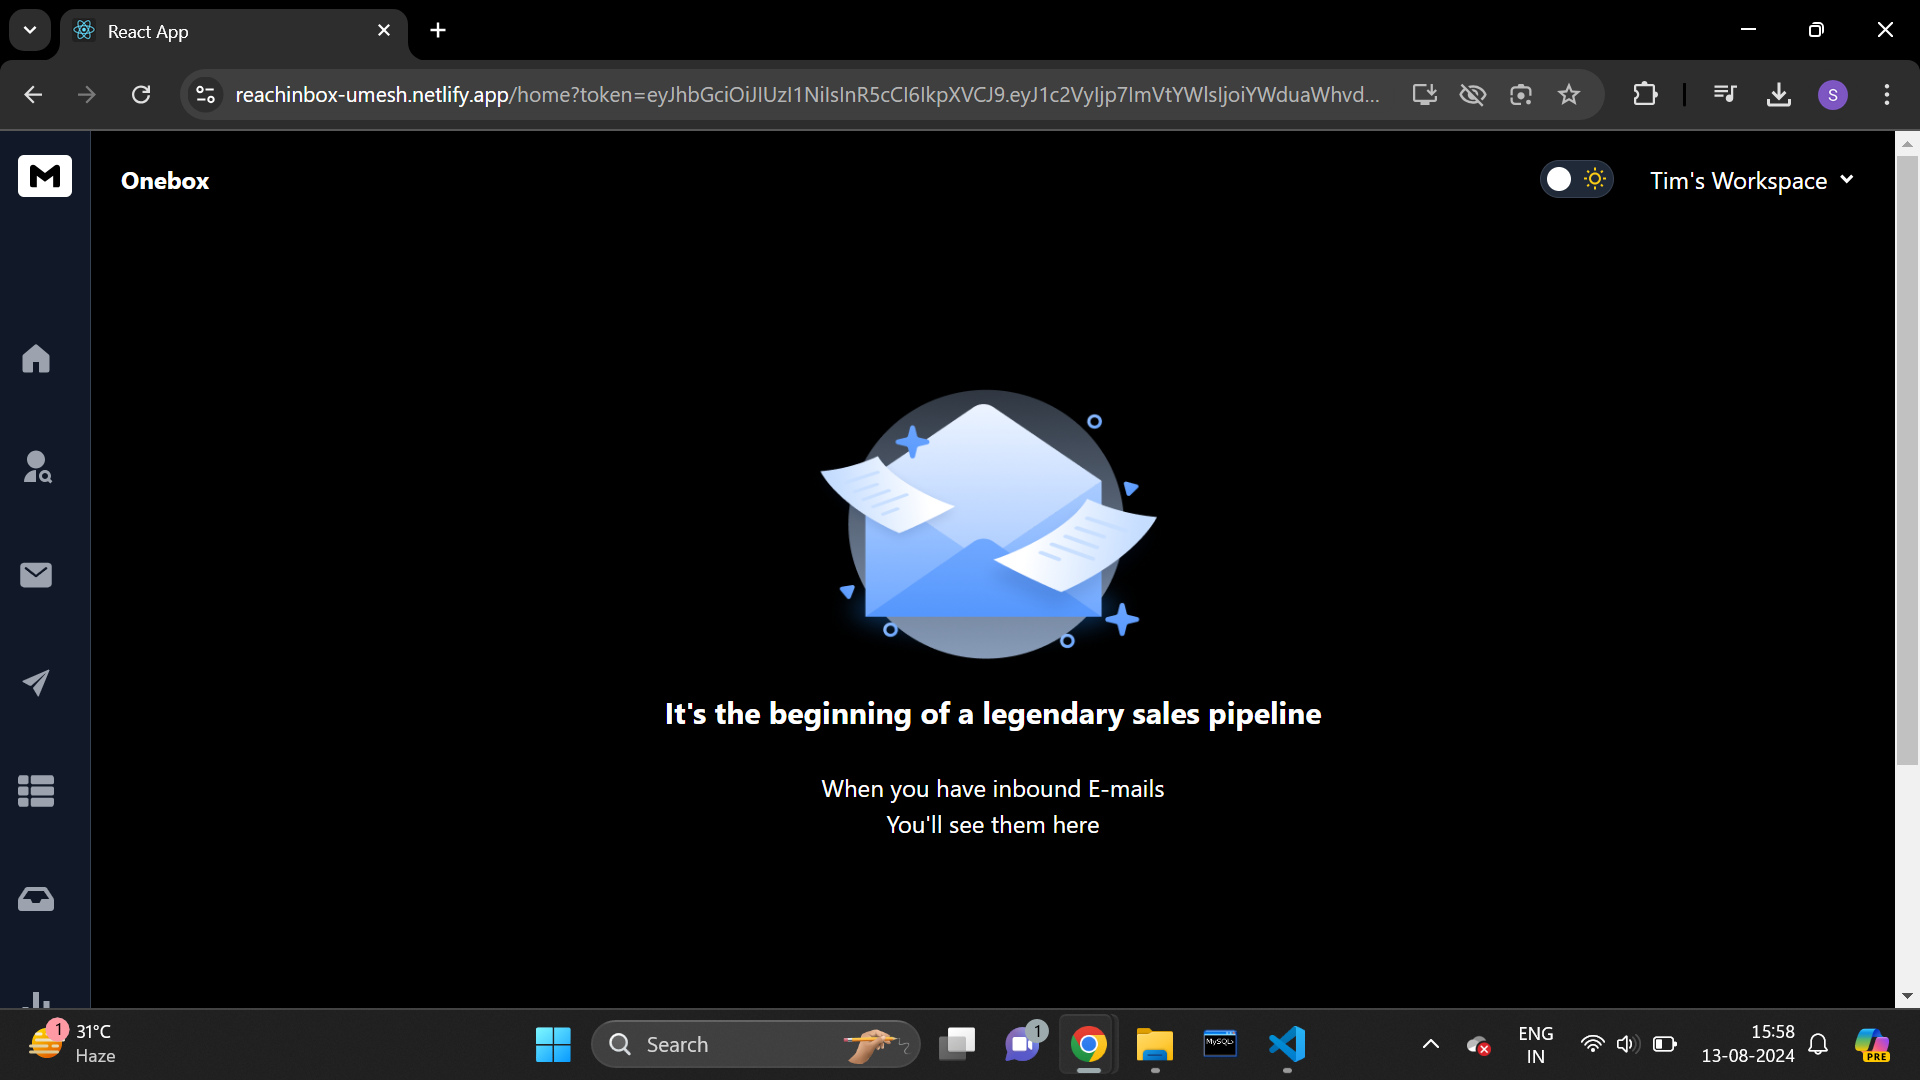 React App
reachinbox-umesh.netlify.app/home?token=eyJhbGciOiJIUzI1NiIsInR5cCI6IkpXVCJ9.eyJ1c2VyIjp7ImVtYWlsIjoiYWduaWhvd...
S
M
Onebox
Tim's Workspace
It's the beginning of a legendary sales pipeline
When you have inbound E-mails
You'll see them here
1
31°C
Haze
Search
1
MySQL>
ENG
IN
15:58
13-08-2024
PRE